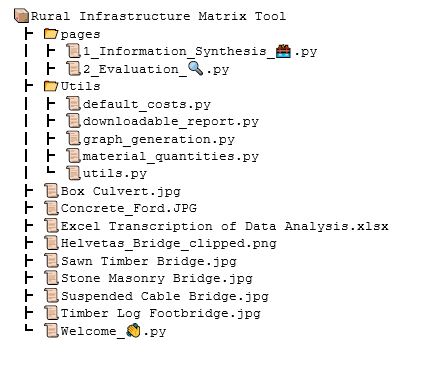 Rural Infrastructure Matrix Tool
pages
1_Information_Synthesis_🧰.py
2_Evaluation_🔍.py
Utils
default_costs.py
downloadable_report.py
graph_generation.py
material_quantities.py
utils.py
Box Culvert.jpg
Concrete_Ford.JPG
Excel Transcription of Data Analysis.xlsx
Helvetas_Bridge_clipped.png
Sawn Timber Bridge.jpg
Stone Masonry Bridge.jpg
Suspended Cable Bridge.jpg
Timber Log Footbridge.jpg
Welcome_👋.py